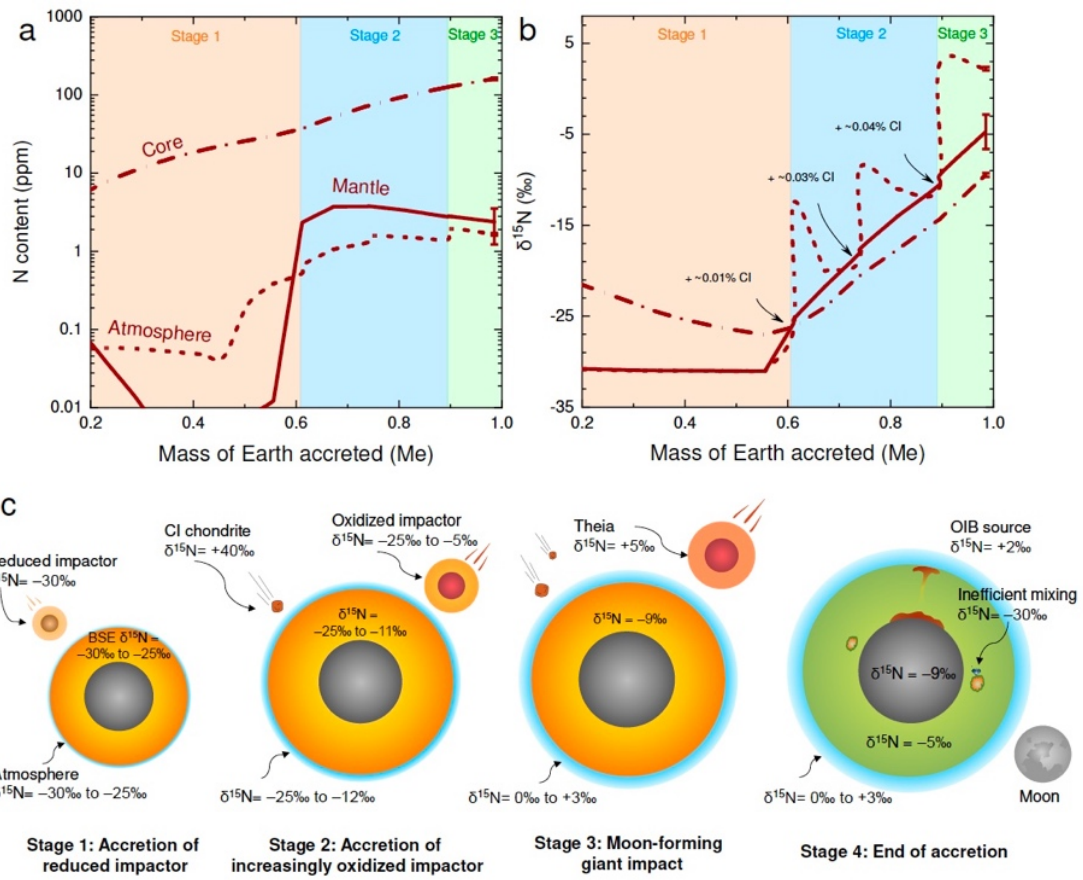 a
Stage 1
Stage 2
Stage 3
1000
100
10
1
0.1
0.01
N content (ppm)
Core
Mantle
Atmosphere
0.2
0.4
0.6
0.8
1.0
Mass of Earth accreted (Me)
b
Stage 1
Stage 2
Stage 3
5
-5
-15
-25
-35
δ¹⁵N (‰)
+ ~0.04% CI
+ ~0.03% CI
+ ~0.01% CI
0.2
0.4
0.6
0.8
1.0
Mass of Earth accreted (Me)
c
educed impactor
⁵N= −30‰
BSE δ¹⁵N =
−30‰ to −25‰
tmosphere
⁵N= −30‰ to −25‰
Stage 1: Accretion of
reduced impactor
CI chondrite
δ¹⁵N= +40‰
Oxidized impactor
δ¹⁵N= −25‰ to −5‰
δ¹⁵N =
−25‰ to −11‰
δ¹⁵N= −25‰ to −12‰
Stage 2: Accretion of
increasingly oxidized impactor
Theia
δ¹⁵N= +5‰
δ¹⁵N = −9‰
δ¹⁵N= 0‰ to +3‰
Stage 3: Moon-forming
giant impact
OIB source
δ¹⁵N= +2‰
Inefficient mixing
δ¹⁵N= −30‰
δ¹⁵N = −9‰
δ¹⁵N = −5‰
δ¹⁵N= 0‰ to +3‰
Moon
Stage 4: End of accretion